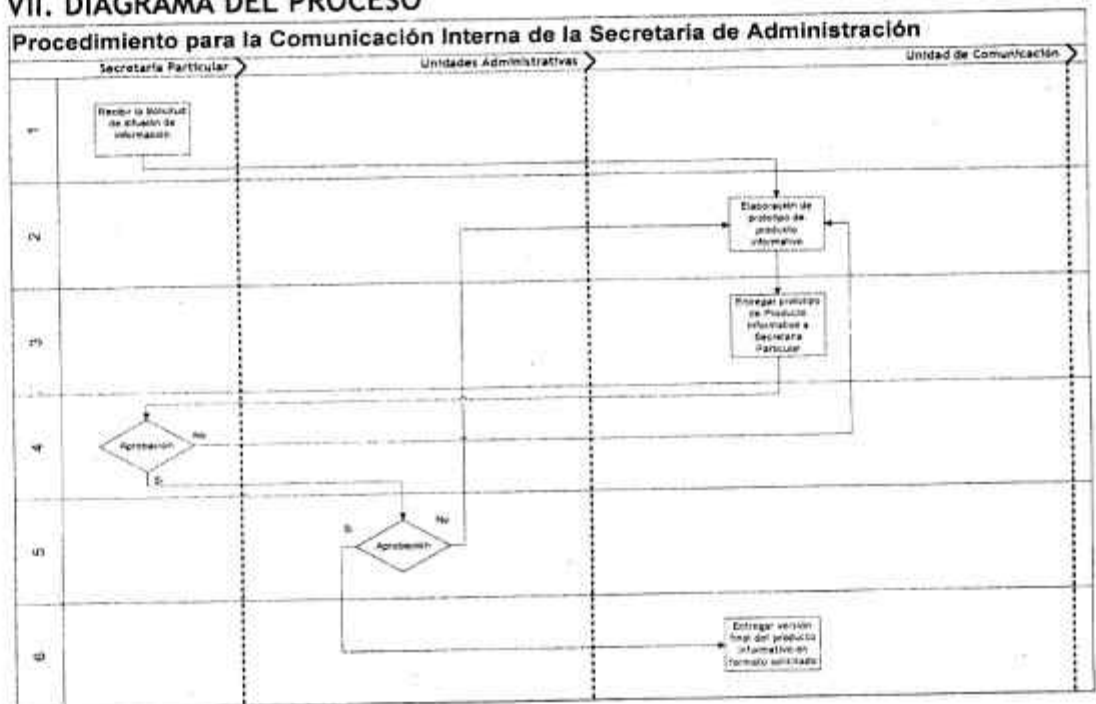 VII. DIAGRAMA DEL PROCESO
Procedimiento para la Comunicación Interna de la Secretaria de Administración
Secretaría Particular
Unidades Administrativas
Unidad de Comunicación
1
Recibir la solicitud
de difusión de
información
2
Elaboración de
prototipo de
producto
informativo
3
Entregar prototipo
de Producto
Informativo a
Secretaria
Particular
4
Aprobación
No
Si
5
Si
Aprobación
No
6
Entregar versión
final del producto
informativo en
formato solicitado